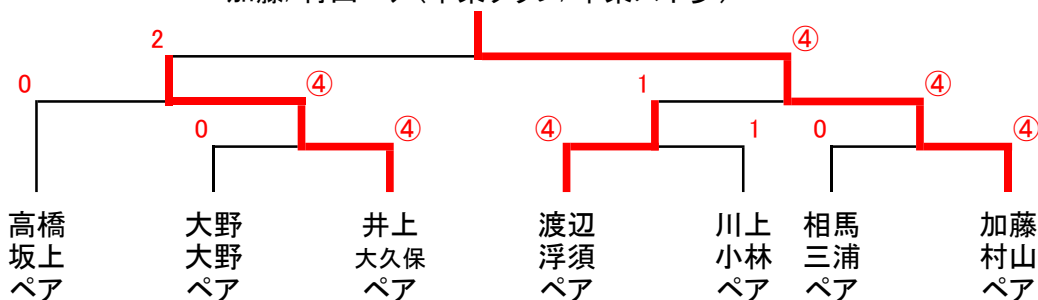 2 ④
0 ④ 1 ④
0 ④ ④ 1 0 ④
高橋 大野 井上 渡辺 川上 相馬 加藤
坂上 大野 大久保 浮須 小林 三浦 村山
ペア ペア ペア ペア ペア ペア ペア